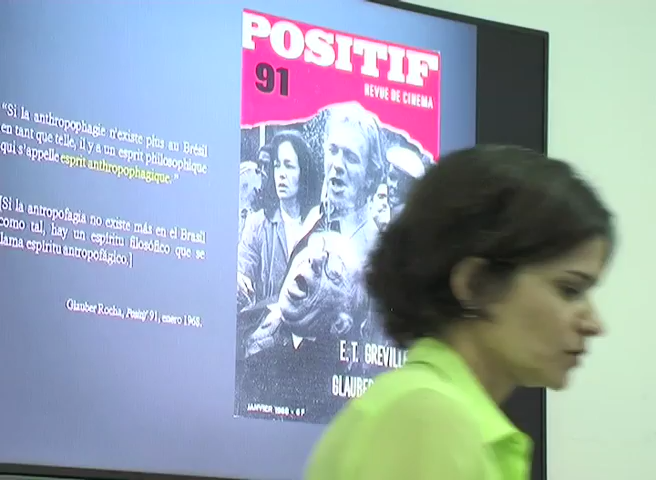 POSITIF
91
REVUE DE CINEMA
“Si la anthropophagie n'existe plus au Brésil
en tant que telle, il y a un esprit philosophique
qui s'appelle esprit anthropophagique.”
[Si la antropofagia no existe más en el Brasil
como tal, hay un espíritu filosófico que se
llama espíritu antropofágico.]
Glauber Rocha, Positif 91, enero 1968.
E.T. GREVILLE
GLAUBER
JANVIER 1968 - 6 F